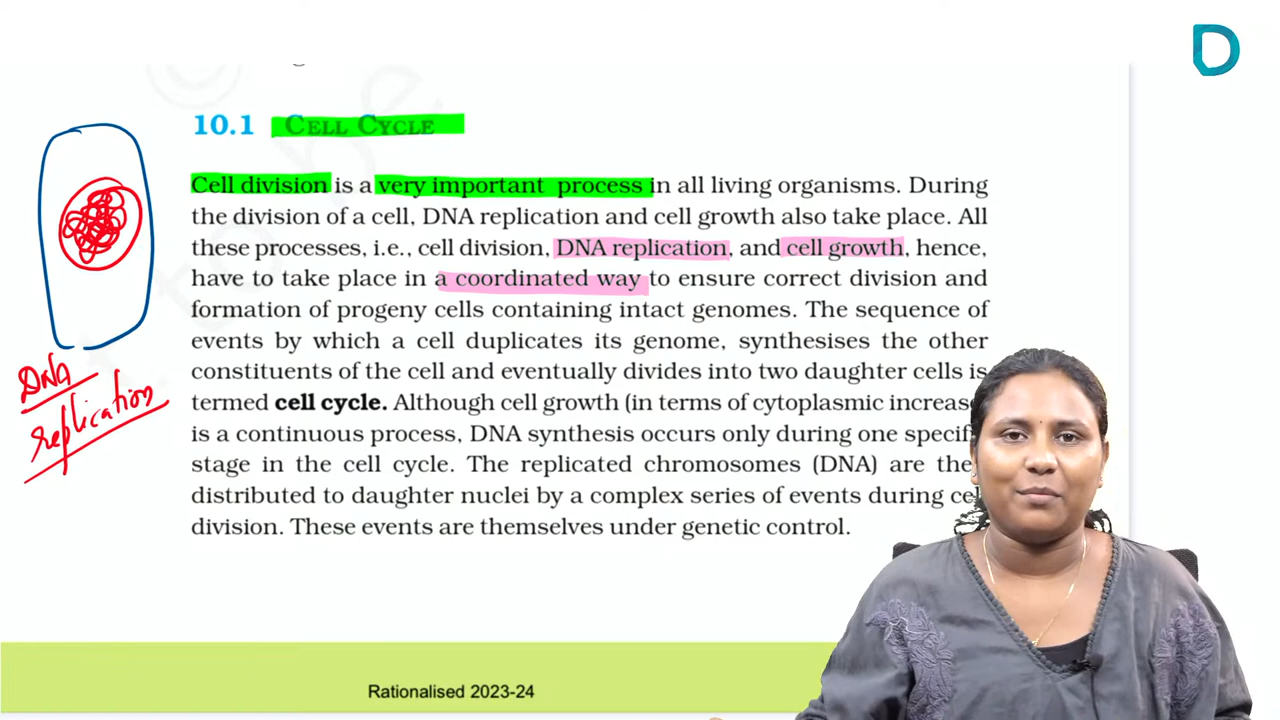 10.1 CELL CYCLE
Cell division is a very important process in all living organisms. During
the division of a cell, DNA replication and cell growth also take place. All
these processes, i.e., cell division, DNA replication, and cell growth, hence,
have to take place in a coordinated way to ensure correct division and
formation of progeny cells containing intact genomes. The sequence of
events by which a cell duplicates its genome, synthesises the other
constituents of the cell and eventually divides into two daughter cells is
termed cell cycle. Although cell growth (in terms of cytoplasmic increase
is a continuous process, DNA synthesis occurs only during one specif
stage in the cell cycle. The replicated chromosomes (DNA) are the
distributed to daughter nuclei by a complex series of events during cel
division. These events are themselves under genetic control.
DNA
replication
Rationalised 2023-24
D